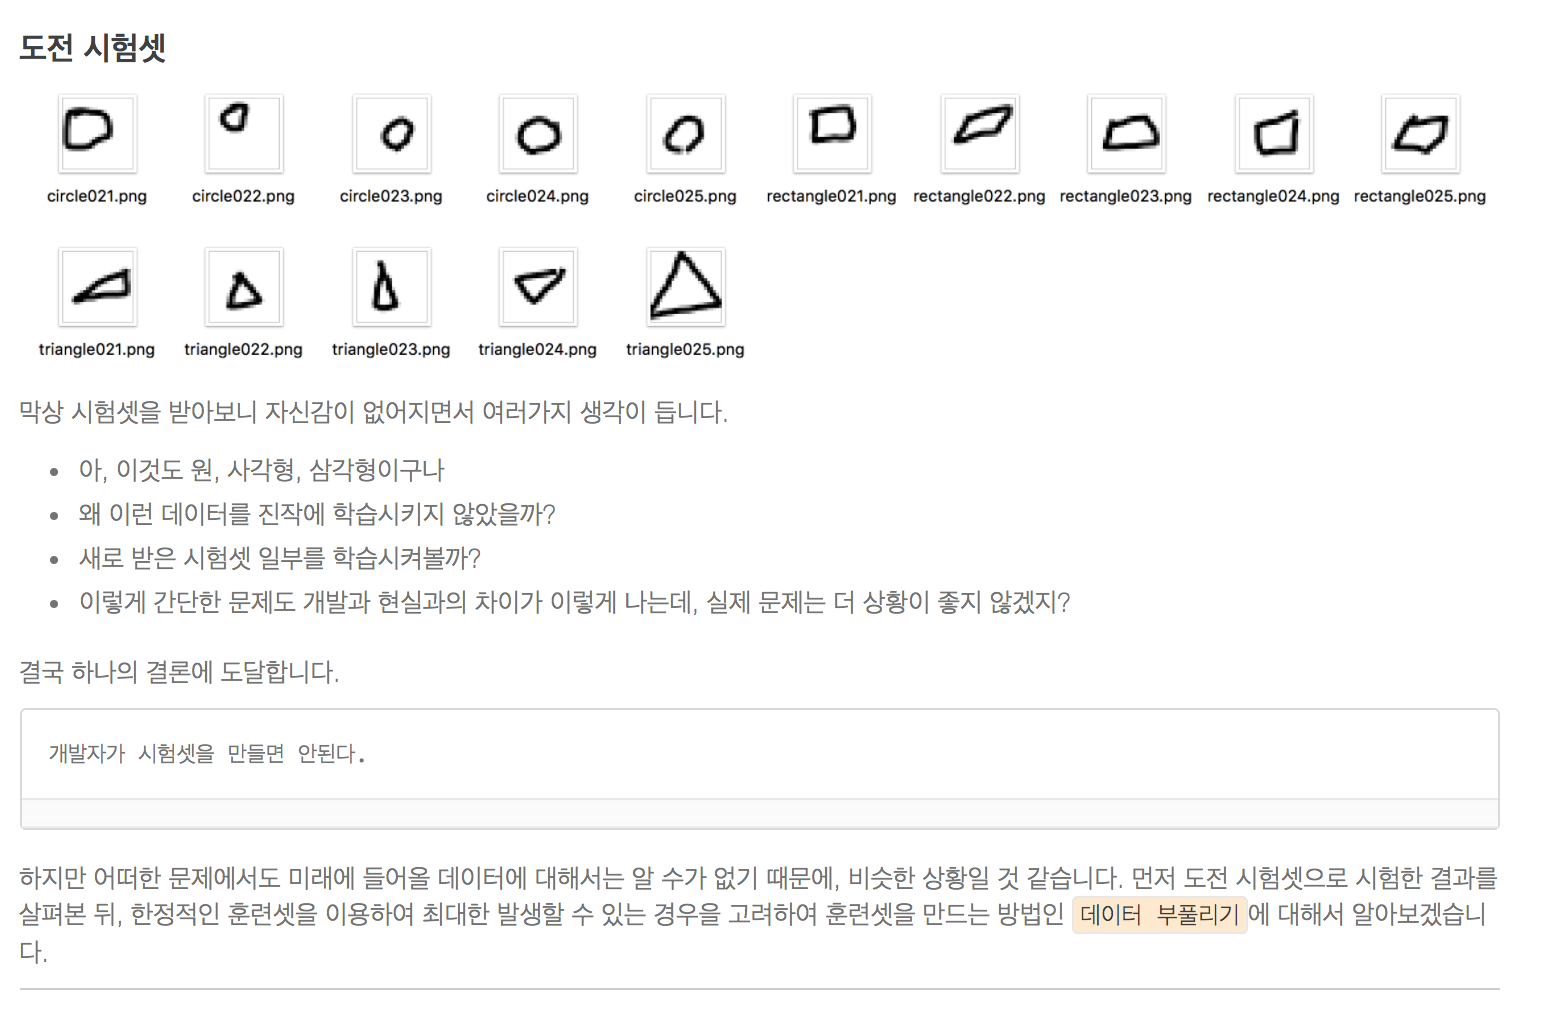 도전 시험셋
circle021.png circle022.png circle023.png circle024.png circle025.png rectangle021.png rectangle022.png rectangle023.png rectangle024.png rectangle025.png
triangle021.png triangle022.png triangle023.png triangle024.png triangle025.png
막상 시험셋을 받아보니 자신감이 없어지면서 여러가지 생각이 듭니다.
• 아, 이것도 원, 사각형, 삼각형이구나
• 왜 이런 데이터를 진작에 학습시키지 않았을까?
• 새로 받은 시험셋 일부를 학습시켜볼까?
• 이렇게 간단한 문제도 개발과 현실과의 차이가 이렇게 나는데, 실제 문제는 더 상황이 좋지 않겠지?
결국 하나의 결론에 도달합니다.
개발자가 시험셋을 만들면 안된다.
하지만 어떠한 문제에서도 미래에 들어올 데이터에 대해서는 알 수가 없기 때문에, 비슷한 상황일 것 같습니다. 먼저 도전 시험셋으로 시험한 결과를
살펴본 뒤, 한정적인 훈련셋을 이용하여 최대한 발생할 수 있는 경우을 고려하여 훈련셋을 만드는 방법인 데이터 부풀리기에 대해서 알아보겠습니
다.